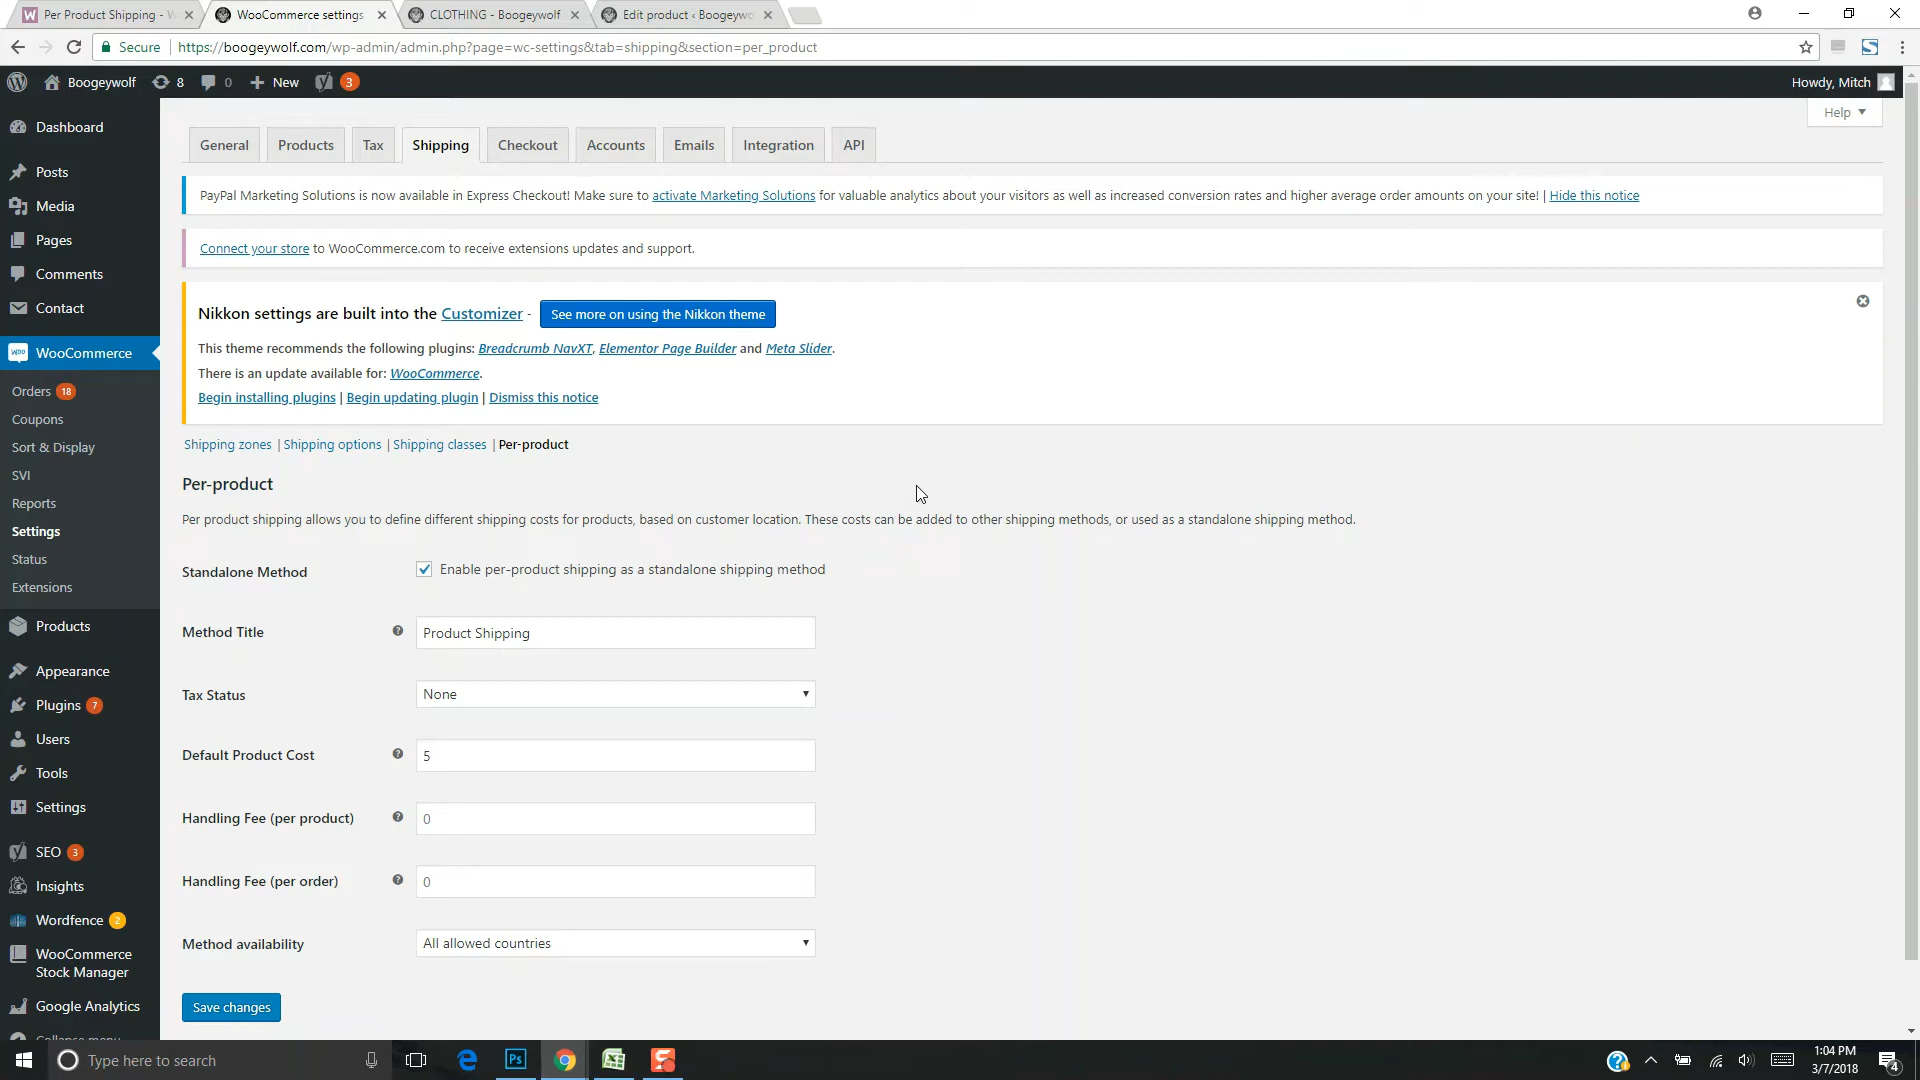 Per Product Shipping - W
WooCommerce settings
CLOTHING - Boogeywolf
Edit product ‹ Boogeywo
Secure
https://boogeywolf.com/wp-admin/admin.php?page=wc-settings&tab=shipping&section=per_product
Boogeywolf
8
0
New
3
Howdy, Mitch
Help
Dashboard
Posts
Media
Pages
Comments
Contact
WooCommerce
Orders 18
Coupons
Sort & Display
SVI
Reports
Settings
Status
Extensions
Products
Appearance
Plugins 7
Users
Tools
Settings
SEO 3
Insights
Wordfence 2
WooCommerce
Stock Manager
Google Analytics
Collapse menu
General
Products
Tax
Shipping
Checkout
Accounts
Emails
Integration
API
PayPal Marketing Solutions is now available in Express Checkout! Make sure to activate Marketing Solutions for valuable analytics about your visitors as well as increased conversion rates and higher average order amounts on your site! | Hide this notice
Connect your store to WooCommerce.com to receive extensions updates and support.
Nikkon settings are built into the Customizer - See more on using the Nikkon theme
This theme recommends the following plugins: Breadcrumb NavXT, Elementor Page Builder and Meta Slider.
There is an update available for: WooCommerce.
Begin installing plugins | Begin updating plugin | Dismiss this notice
Shipping zones | Shipping options | Shipping classes | Per-product
Per-product
Per product shipping allows you to define different shipping costs for products, based on customer location. These costs can be added to other shipping methods, or used as a standalone shipping method.
Standalone Method
Enable per-product shipping as a standalone shipping method
Method Title
Product Shipping
Tax Status
None
Default Product Cost
5
Handling Fee (per product)
0
Handling Fee (per order)
0
Method availability
All allowed countries
Save changes
Type here to search
Ps
1:04 PM
3/7/2018
4